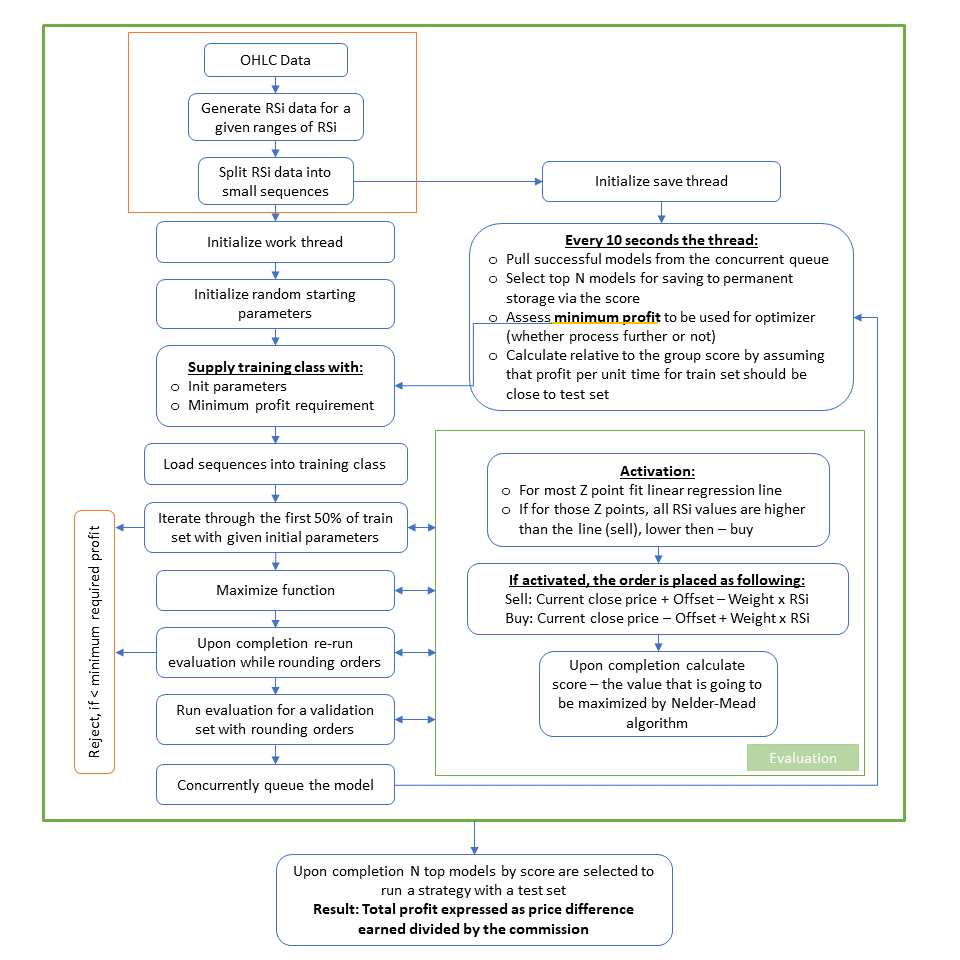 OHLC Data
Generate RSi data for a
given ranges of RSi
Split RSi data into
small sequences
Initialize save thread
Initialize work thread
Initialize random starting
parameters
Supply training class with:
o Init parameters
o Minimum profit requirement
Every 10 seconds the thread:
o Pull successful models from the concurrent queue
o Select top N models for saving to permanent
storage via the score
o Assess minimum profit to be used for optimizer
(whether process further or not)
o Calculate relative to the group score by assuming
that profit per unit time for train set should be
close to test set
Load sequences into training class
Iterate through the first 50% of train
set with given initial parameters
Maximize function
Upon completion re-run
evaluation while rounding orders
Run evaluation for a validation
set with rounding orders
Concurrently queue the model
Reject, if < minimum required profit
Activation:
o For most Z point fit linear regression line
o If for those Z points, all RSi values are higher
than the line (sell), lower then – buy
If activated, the order is placed as following:
Sell: Current close price + Offset – Weight x RSi
Buy: Current close price – Offset + Weight x RSi
Upon completion calculate
score – the value that is going to
be maximized by Nelder-Mead
algorithm
Evaluation
Upon completion N top models by score are selected to
run a strategy with a test set
Result: Total profit expressed as price difference
earned divided by the commission